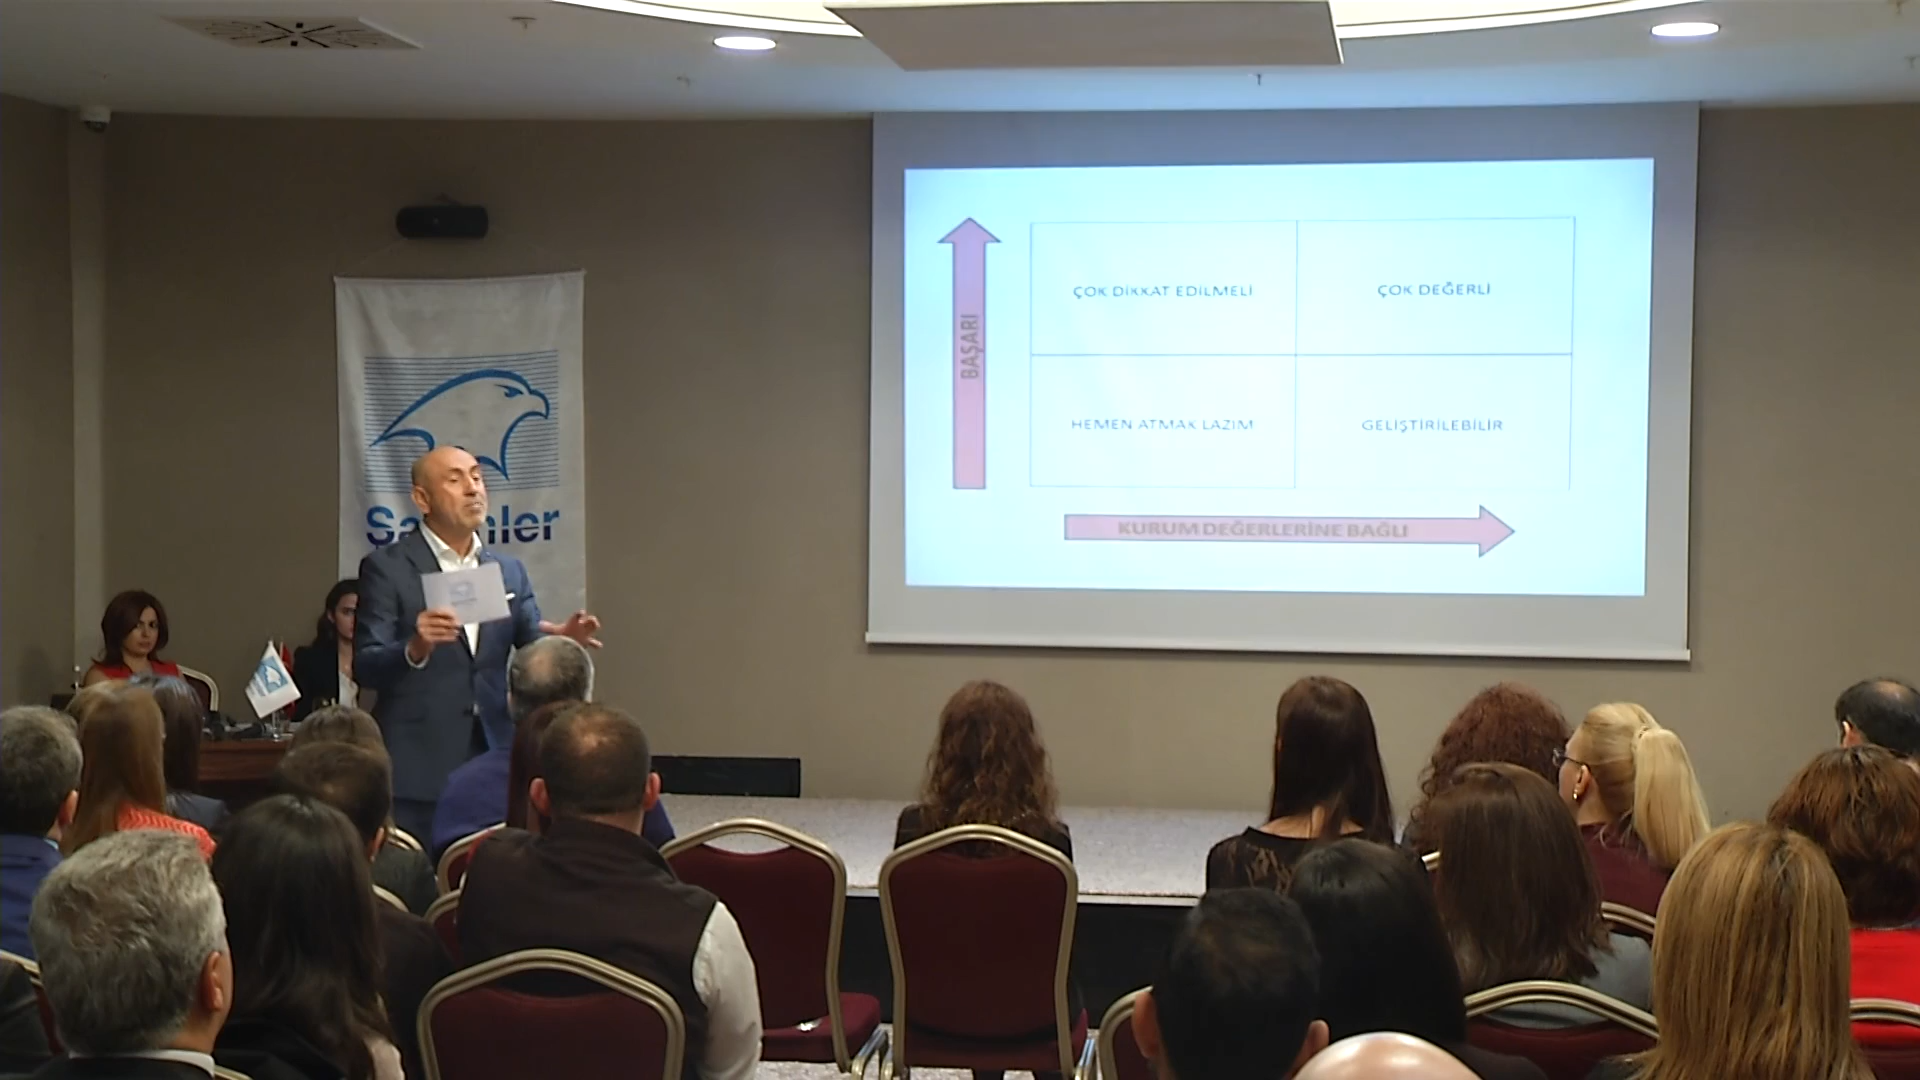 ÇOK DİKKAT EDİLMELİ
ÇOK DEĞERLİ
BAŞARI
HEMEN ATMAK LAZIM
GELİŞTİRİLEBİLİR
KURUM DEĞERLERİNE BAĞLI